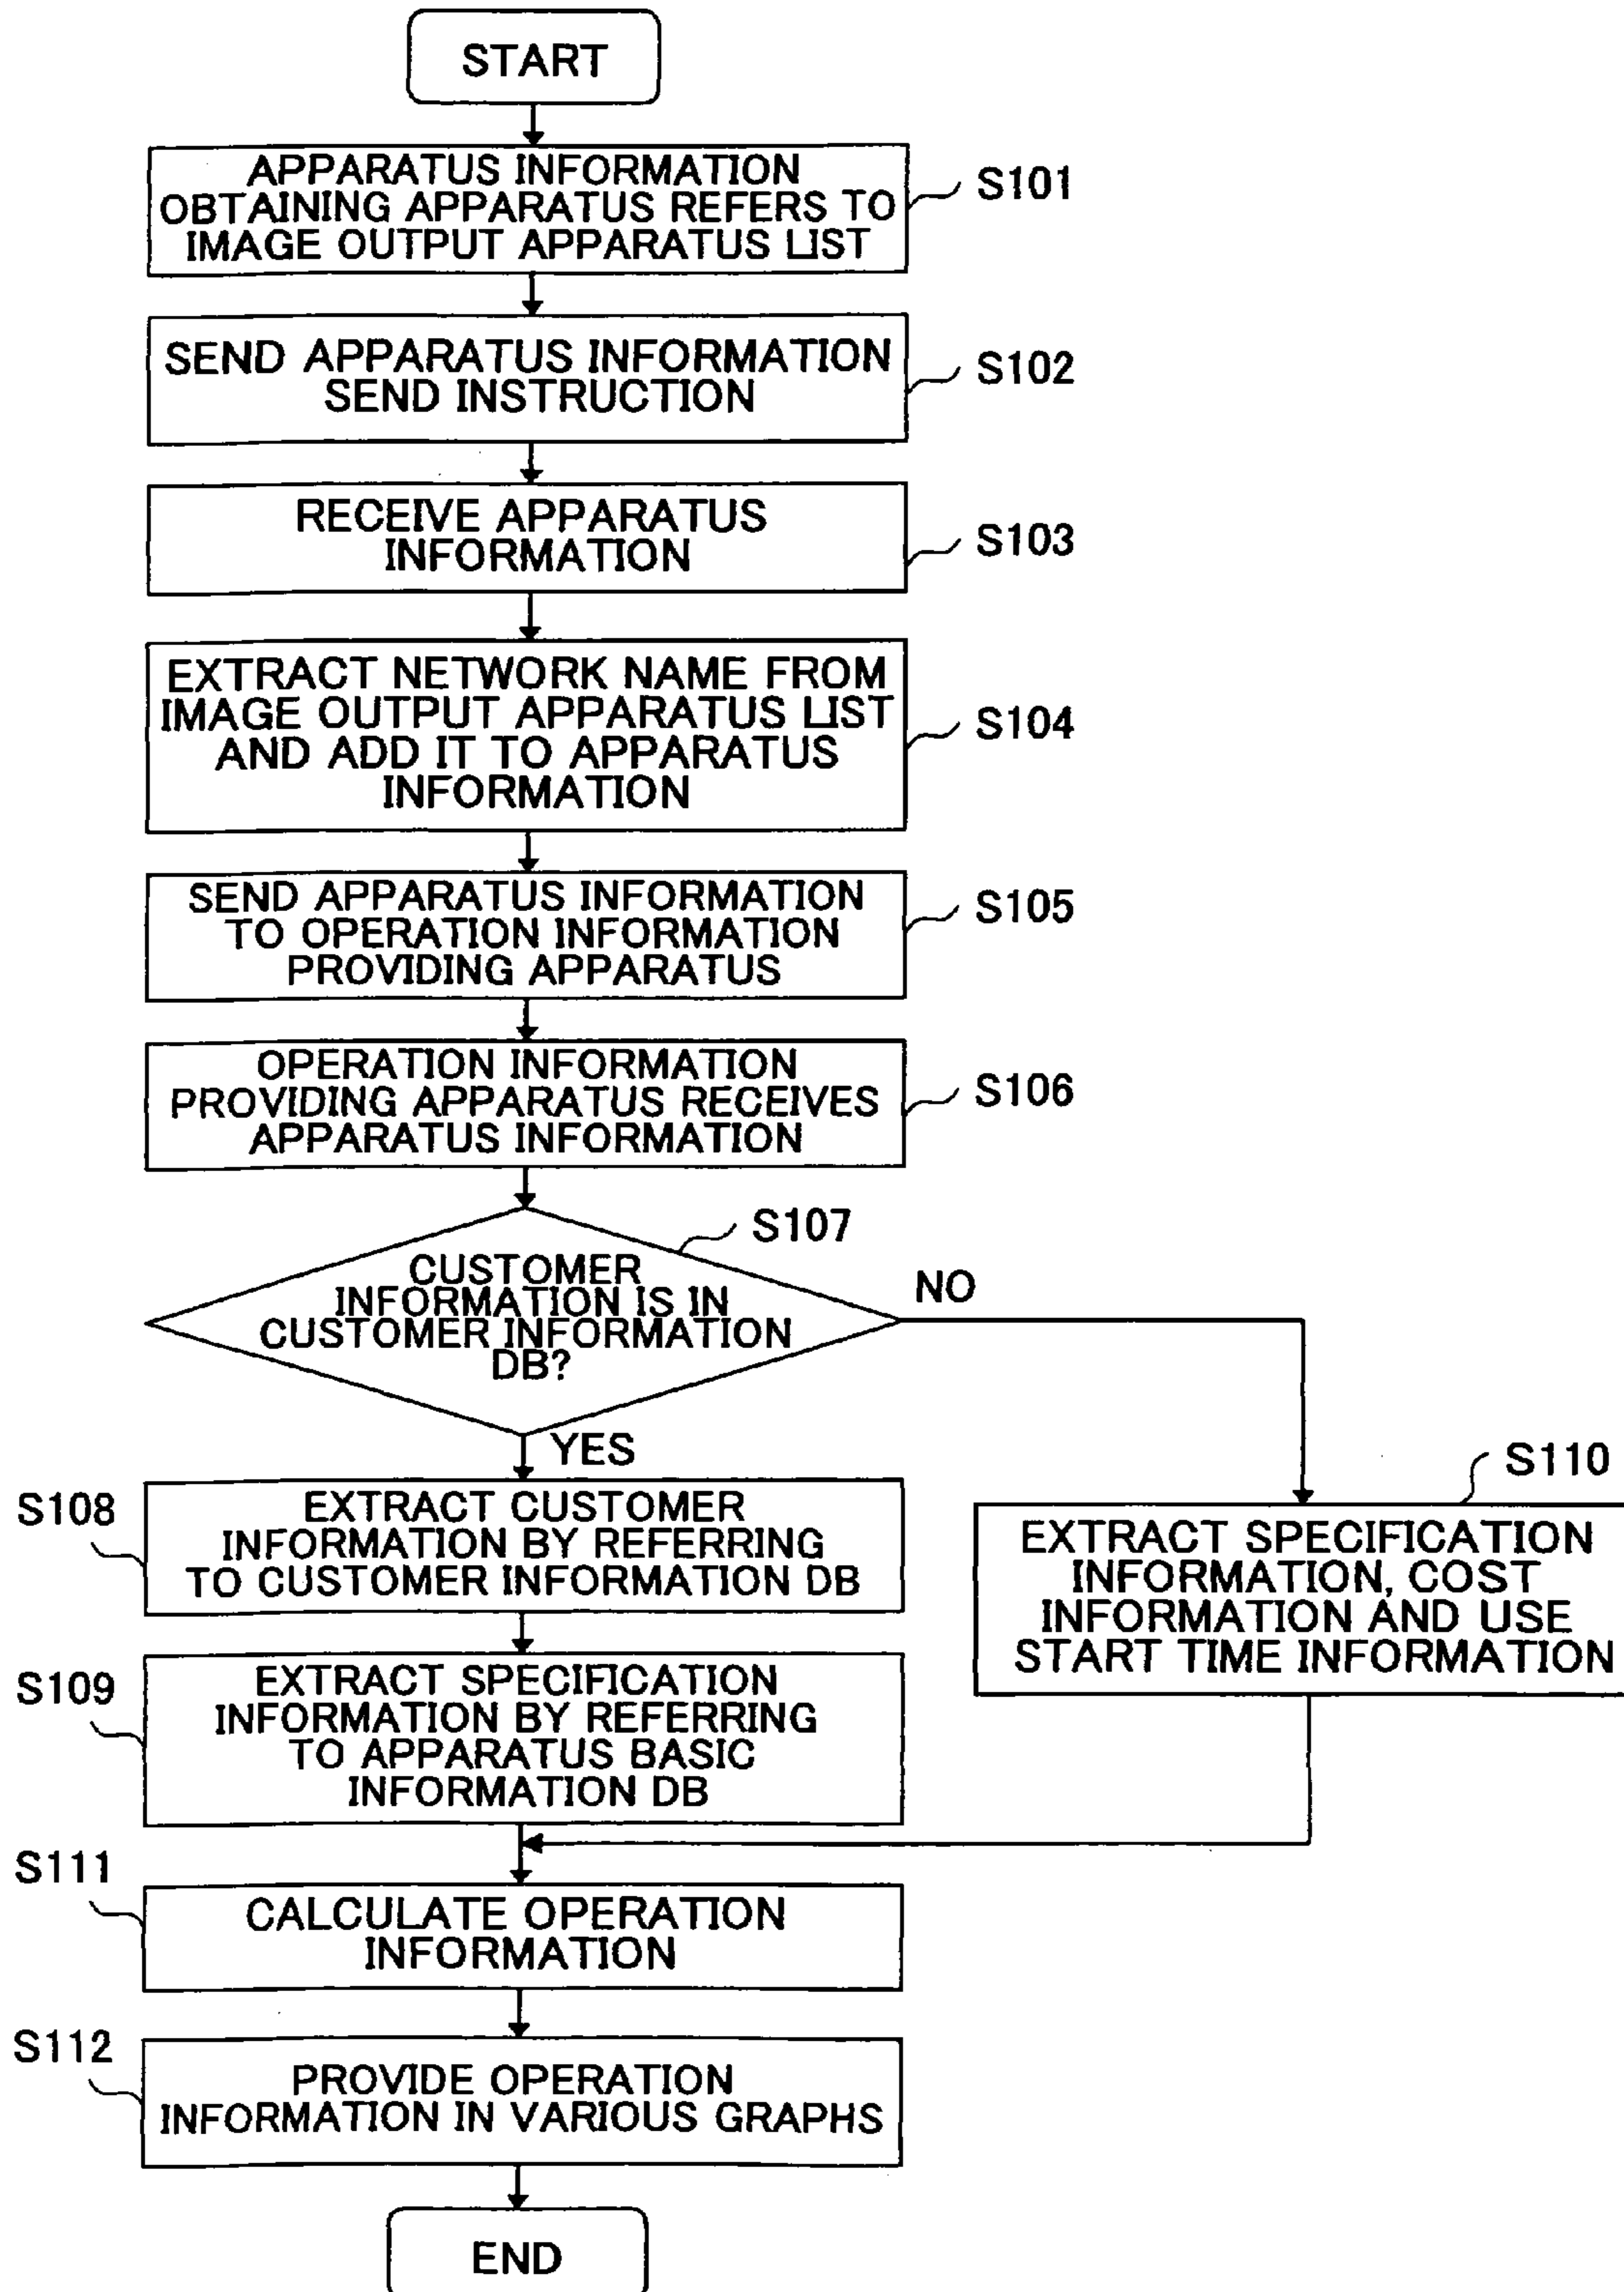 START
APPARATUS INFORMATION
OBTAINING APPARATUS REFERS TO
IMAGE OUTPUT APPARATUS LIST
S101
SEND APPARATUS INFORMATION
SEND INSTRUCTION
S102
RECEIVE APPARATUS
INFORMATION
S103
EXTRACT NETWORK NAME FROM
IMAGE OUTPUT APPARATUS LIST
AND ADD IT TO APPARATUS
INFORMATION
S104
SEND APPARATUS INFORMATION
TO OPERATION INFORMATION
PROVIDING APPARATUS
S105
OPERATION INFORMATION
PROVIDING APPARATUS RECEIVES
APPARATUS INFORMATION
S106
S107
CUSTOMER
INFORMATION IS IN
CUSTOMER INFORMATION
DB?
NO
YES
S108
EXTRACT CUSTOMER
INFORMATION BY REFERRING
TO CUSTOMER INFORMATION DB
S110
EXTRACT SPECIFICATION
INFORMATION, COST
INFORMATION AND USE
START TIME INFORMATION
S109
EXTRACT SPECIFICATION
INFORMATION BY REFERRING
TO APPARATUS BASIC
INFORMATION DB
S111
CALCULATE OPERATION
INFORMATION
S112
PROVIDE OPERATION
INFORMATION IN VARIOUS GRAPHS
END